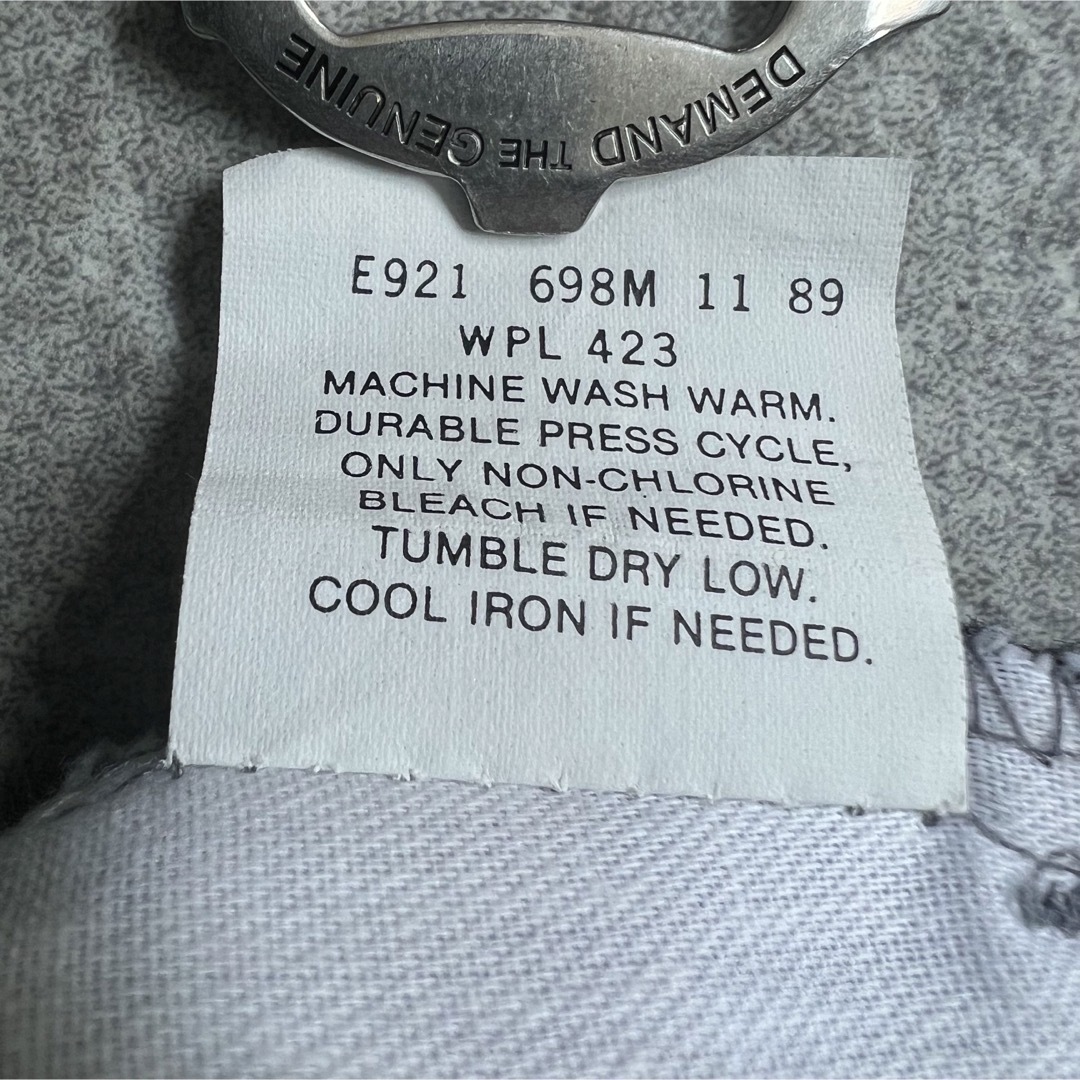 DEMAND THE GENUINE
E921 698M 11 89
WPL 423
MACHINE WASH WARM.
DURABLE PRESS CYCLE,
ONLY NON-CHLORINE
BLEACH IF NEEDED.
TUMBLE DRY LOW.
COOL IRON IF NEEDED.